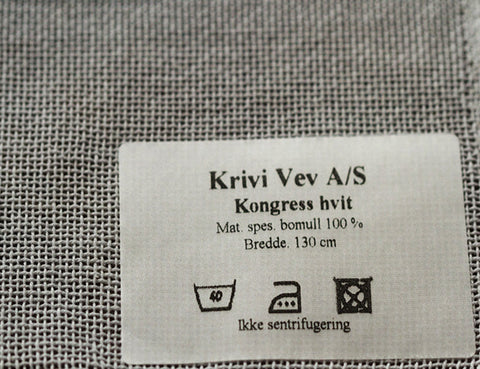 Krivi Vev A/S
Kongress hvit
Mat. spes. bomull 100 %
Bredde. 130 cm
40
Ikke sentrifugering